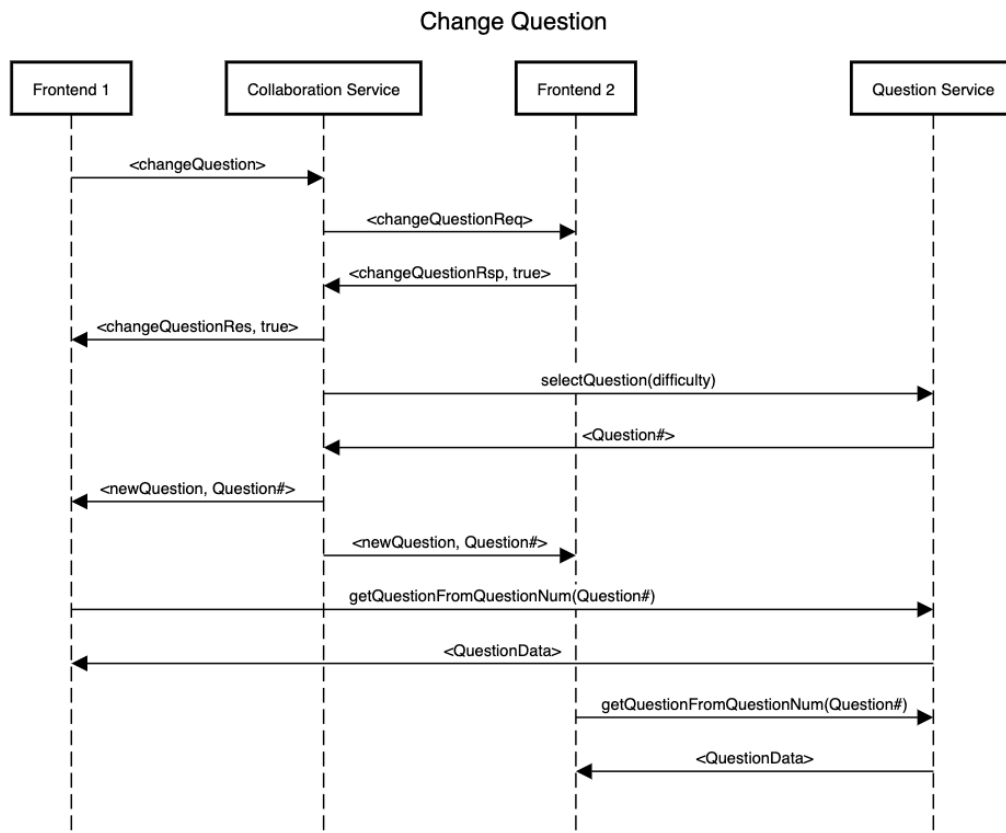 Change Question
Frontend 1
Collaboration Service
Frontend 2
Question Service
<changeQuestion>
<changeQuestionReq>
<changeQuestionRsp, true>
<changeQuestionRes, true>
selectQuestion(difficulty)
<Question#>
<newQuestion, Question#>
<newQuestion, Question#>
getQuestionFromQuestionNum(Question#)
<QuestionData>
getQuestionFromQuestionNum(Question#)
<QuestionData>